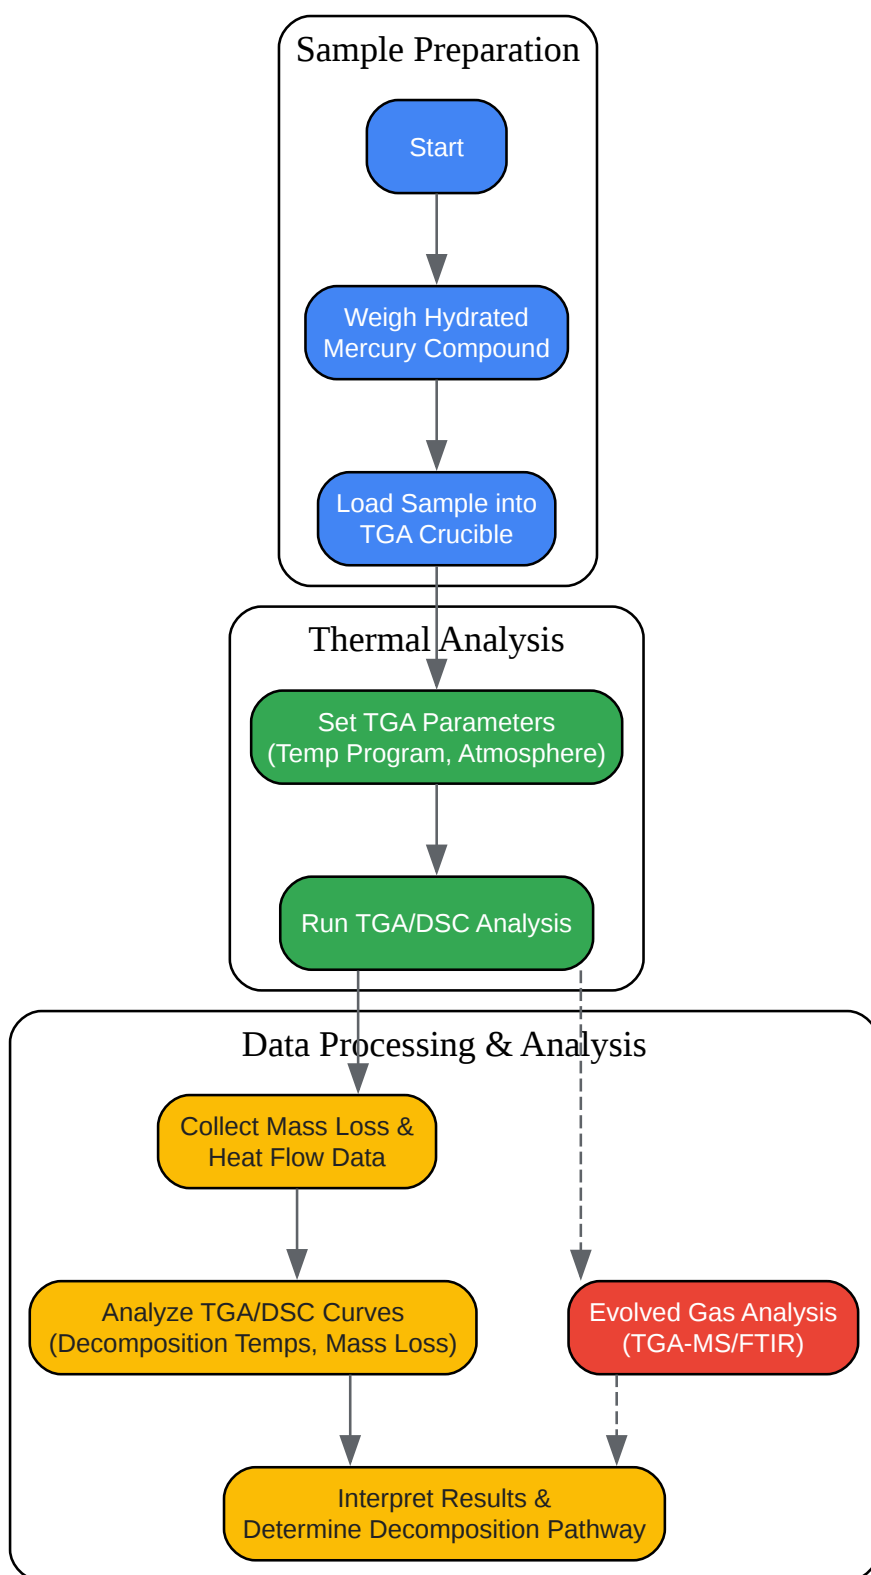 Sample Preparation
Start
Weigh Hydrated
Mercury Compound
Load Sample into
TGA Crucible
Thermal Analysis
Set TGA Parameters
(Temp Program, Atmosphere)
Run TGA/DSC Analysis
Data Processing & Analysis
Collect Mass Loss &
Heat Flow Data
Analyze TGA/DSC Curves
(Decomposition Temps, Mass Loss)
Evolved Gas Analysis
(TGA-MS/FTIR)
Interpret Results &
Determine Decomposition Pathway